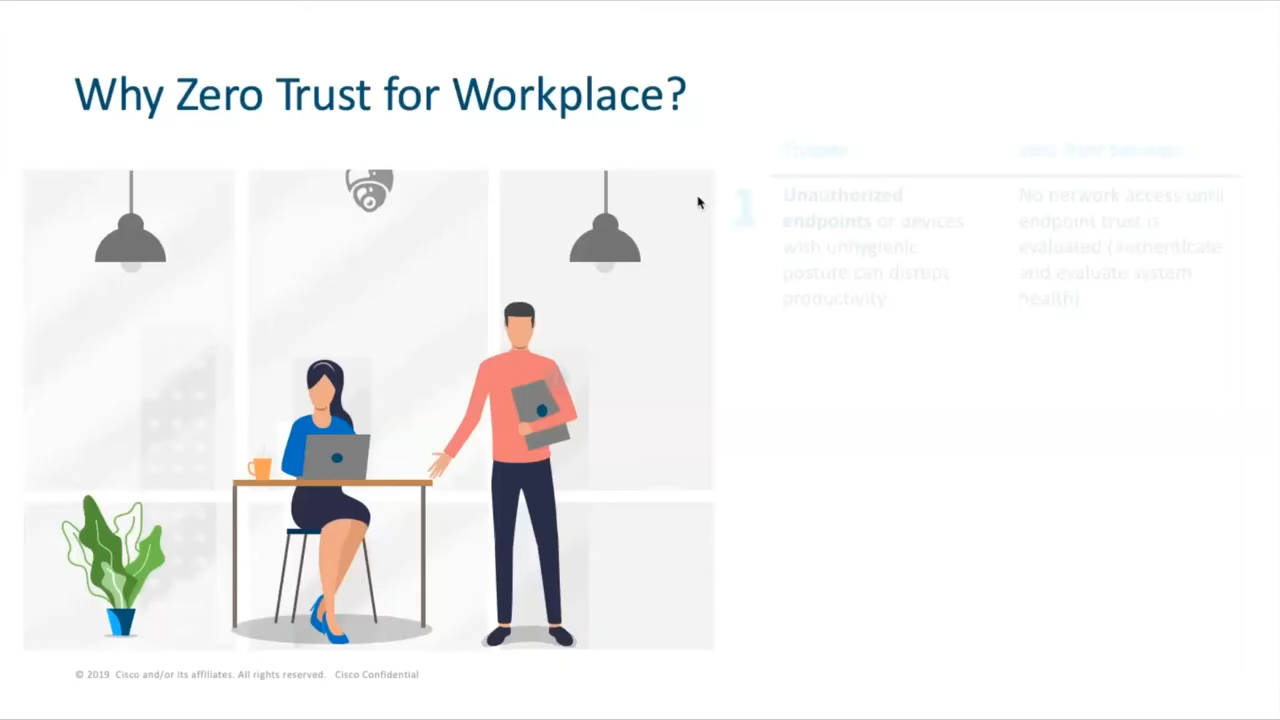 Why Zero Trust for Workplace?
1
Unauthorized
endpoints or devices
with unhygienic
posture can disrupt
productivity
No network access until
endpoint trust is
evaluated (authenticate
and evaluate system
health)
© 2019 Cisco and/or its affiliates. All rights reserved. Cisco Confidential